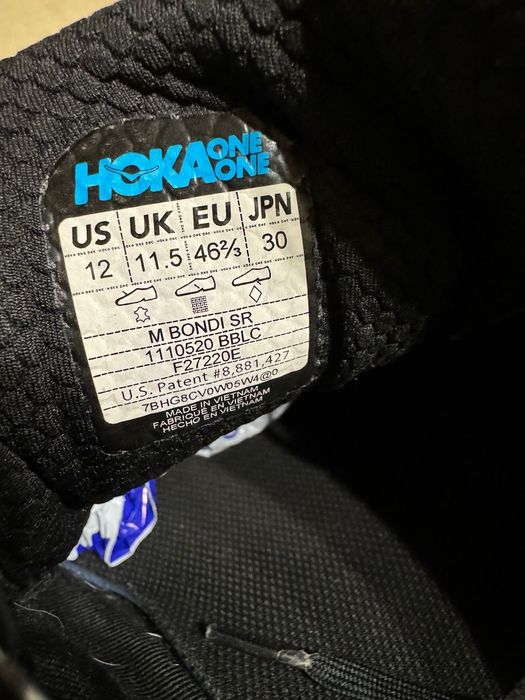 HOKA ONE ONE
US UK EU JPN
12 11.5 46⅔ 30
M BONDI SR
1110520 BBLC
F27220E
U.S. Patent #8,881,427
7BHG8CV0W05W4@0
MADE IN VIETNAM
FABRIQUÉ EN VIETNAM
HECHO EN VIETNAM